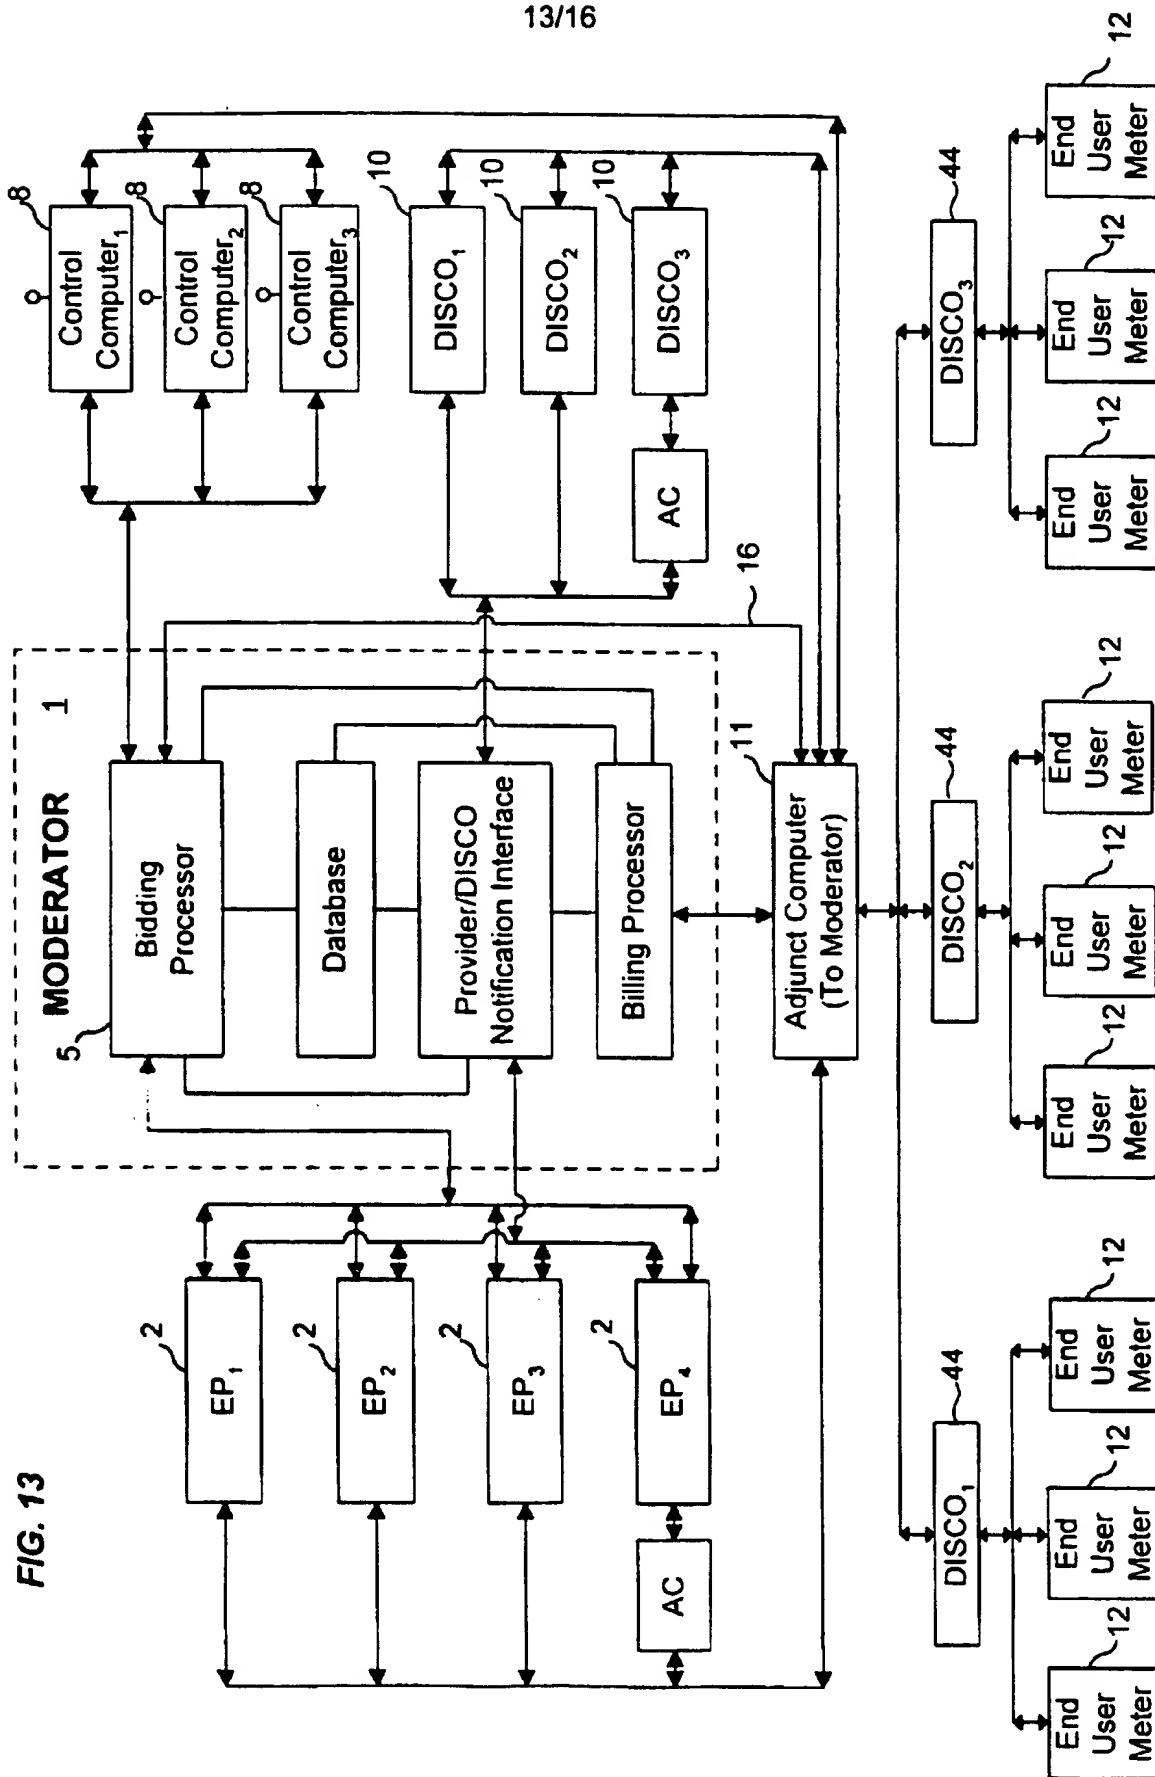 13/16
FIG. 13
MODERATOR 1
5
Bidding
Processor
Database
Provider/DISCO
Notification Interface
Billing Processor
2
EP1
2
EP2
2
EP3
2
EP4
AC
8
Control
Computer1
8
Control
Computer2
8
Control
Computer3
10
DISCO1
10
DISCO2
10
DISCO3
AC
16
11
Adjunct Computer
(To Moderator)
44
DISCO1
44
DISCO2
44
DISCO3
12
End
User
Meter
12
End
User
Meter
12
End
User
Meter
12
End
User
Meter
12
End
User
Meter
12
End
User
Meter
12
End
User
Meter
12
End
User
Meter
12
End
User
Meter